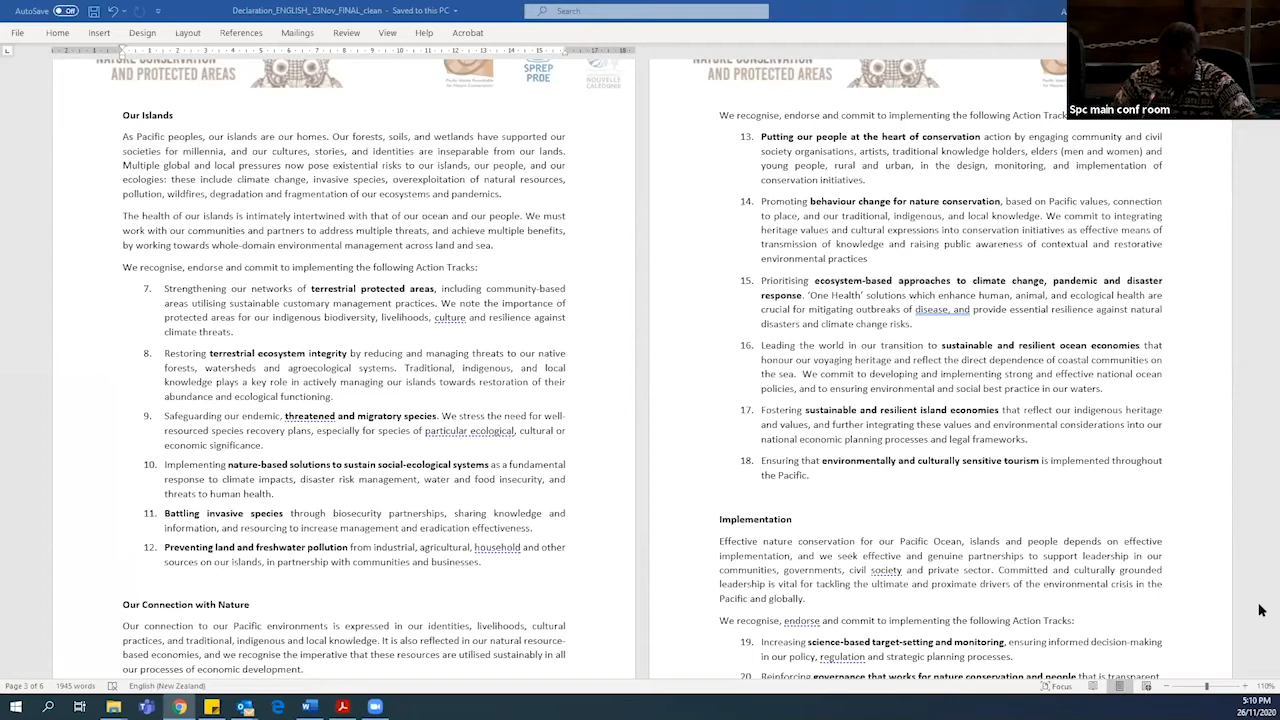 AutoSave Off
Declaration_ENGLISH_23Nov_FINAL_clean - Saved to this PC
Search
File Home Insert Design Layout References Mailings Review View Help Acrobat
Spc main conf room
AND PROTECTED AREAS
SPREP
PROE
NOUVELLE
CALÉDONIE
Our Islands
As Pacific peoples, our islands are our homes. Our forests, soils, and wetlands have supported our
societies for millennia, and our cultures, stories, and identities are inseparable from our lands.
Multiple global and local pressures now pose existential risks to our islands, our people, and our
ecologies: these include climate change, invasive species, overexploitation of natural resources,
pollution, wildfires, degradation and fragmentation of our ecosystems and pandemics.
The health of our islands is intimately intertwined with that of our ocean and our people. We must
work with our communities and partners to address multiple threats, and achieve multiple benefits,
by working towards whole-domain environmental management across land and sea.
We recognise, endorse and commit to implementing the following Action Tracks:
7. Strengthening our networks of terrestrial protected areas, including community-based
areas utilising sustainable customary management practices. We note the importance of
protected areas for our indigenous biodiversity, livelihoods, culture and resilience against
climate threats.
8. Restoring terrestrial ecosystem integrity by reducing and managing threats to our native
forests, watersheds and agroecological systems. Traditional, indigenous, and local
knowledge plays a key role in actively managing our islands towards restoration of their
abundance and ecological functioning.
9. Safeguarding our endemic, threatened and migratory species. We stress the need for well-
resourced species recovery plans, especially for species of particular ecological, cultural or
economic significance.
10. Implementing nature-based solutions to sustain social-ecological systems as a fundamental
response to climate impacts, disaster risk management, water and food insecurity, and
threats to human health.
11. Battling invasive species through biosecurity partnerships, sharing knowledge and
information, and resourcing to increase management and eradication effectiveness.
12. Preventing land and freshwater pollution from industrial, agricultural, household and other
sources on our islands, in partnership with communities and businesses.
Our Connection with Nature
Our connection to our Pacific environments is expressed in our identities, livelihoods, cultural
practices, and traditional, indigenous and local knowledge. It is also reflected in our natural resource-
based economies, and we recognise the imperative that these resources are utilised sustainably in all
our processes of economic development.
AND PROTECTED AREAS
We recognise, endorse and commit to implementing the following Action
13. Putting our people at the heart of conservation action by engaging community and civil
society organisations, artists, traditional knowledge holders, elders (men and women) and
young people, rural and urban, in the design, monitoring, and implementation of
conservation initiatives.
14. Promoting behaviour change for nature conservation, based on Pacific values, connection
to place, and our traditional, indigenous, and local knowledge. We commit to integrating
heritage values and cultural expressions into conservation initiatives as effective means of
transmission of knowledge and raising public awareness of contextual and restorative
environmental practices
15. Prioritising ecosystem-based approaches to climate change, pandemic and disaster
response. ‘One Health’ solutions which enhance human, animal, and ecological health are
crucial for mitigating outbreaks of disease, and provide essential resilience against natural
disasters and climate change risks.
16. Leading the world in our transition to sustainable and resilient ocean economies that
honour our voyaging heritage and reflect the direct dependence of coastal communities on
the sea. We commit to developing and implementing strong and effective national ocean
policies, and to ensuring environmental and social best practice in our waters.
17. Fostering sustainable and resilient island economies that reflect our indigenous heritage
and values, and further integrating these values and environmental considerations into our
national economic planning processes and legal frameworks.
18. Ensuring that environmentally and culturally sensitive tourism is implemented throughout
the Pacific.
Implementation
Effective nature conservation for our Pacific Ocean, islands and people depends on effective
implementation, and we seek effective and genuine partnerships to support leadership in our
communities, governments, civil society and private sector. Committed and culturally grounded
leadership is vital for tackling the ultimate and proximate drivers of the environmental crisis in the
Pacific and globally.
We recognise, endorse and commit to implementing the following Action Tracks:
19. Increasing science-based target-setting and monitoring, ensuring informed decision-making
in our policy, regulation and strategic planning processes.
20. Reinforcing governance that works for nature conservation and people that is transparent,
Page 3 of 6 1945 words English (New Zealand) Focus 110%
5:10 PM
26/11/2020